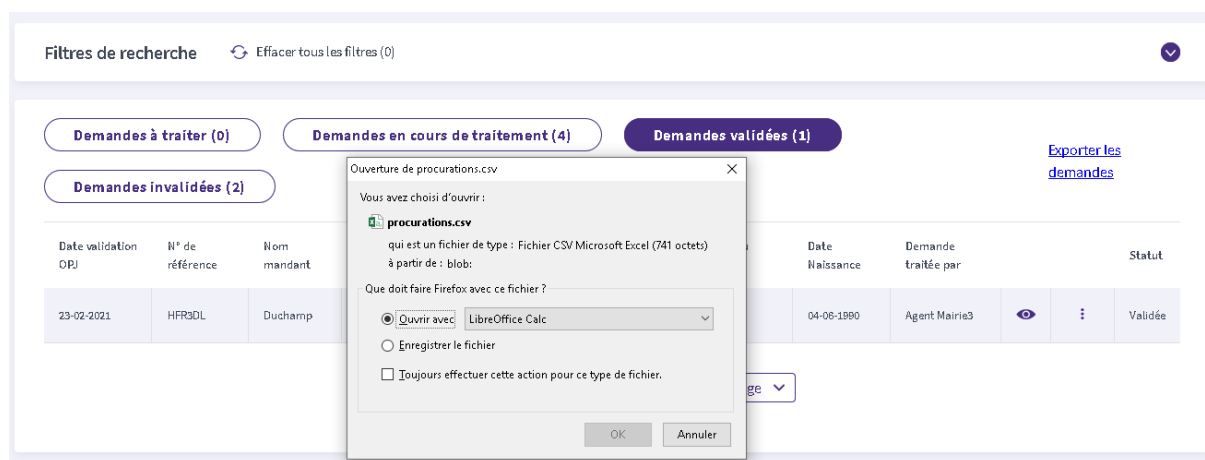 Filtres de recherche
Effacer tous les filtres (0)
Demandes à traiter (0)
Demandes en cours de traitement (4)
Demandes validées (1)
Demandes invalidées (2)
Exporter les
demandes
Ouverture de procurations.csv
Vous avez choisi d'ouvrir :
procurations.csv
qui est un fichier de type : Fichier CSV Microsoft Excel (741 octets)
à partir de : blob:
Que doit faire Firefox avec ce fichier ?
Ouvrir avec LibreOffice Calc
Enregistrer le fichier
Toujours effectuer cette action pour ce type de fichier.
OK Annuler
Date validation
OPJ
N° de
référence
Nom
mandant
Date
Naissance
Demande
traitée par
Statut
23-02-2021
HFR3DL
Duchamp
04-06-1990
Agent Mairie3
Validée